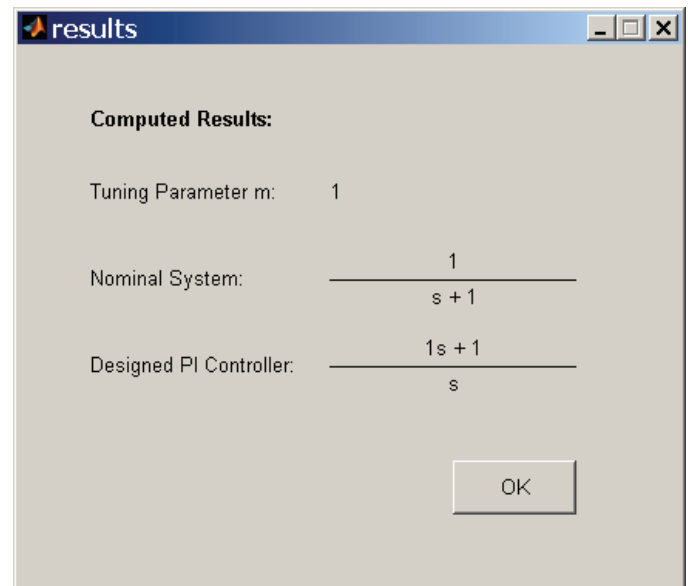 results
Computed Results:
Tuning Parameter m: 1
Nominal System:
1
s + 1
Designed PI Controller:
1s + 1
s
OK